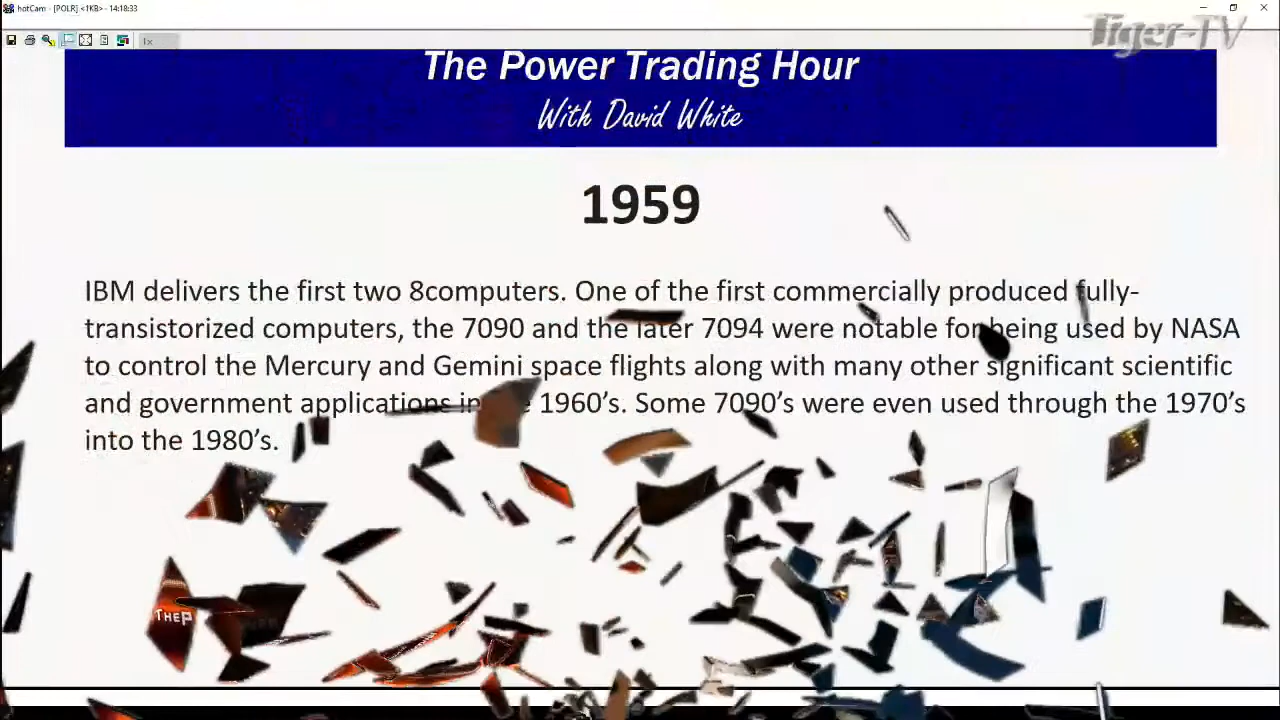 hotCam - [POLR] <1KB> - 14:18:33
Tiger-TV
1x
The Power Trading Hour
With David White
1959
IBM delivers the first two 8computers. One of the first commercially produced fully-
transistorized computers, the 7090 and the later 7094 were notable for being used by NASA
to control the Mercury and Gemini space flights along with many other significant scientific
and government applications in 1960’s. Some 7090’s were even used through the 1970’s
into the 1980’s.
THE P